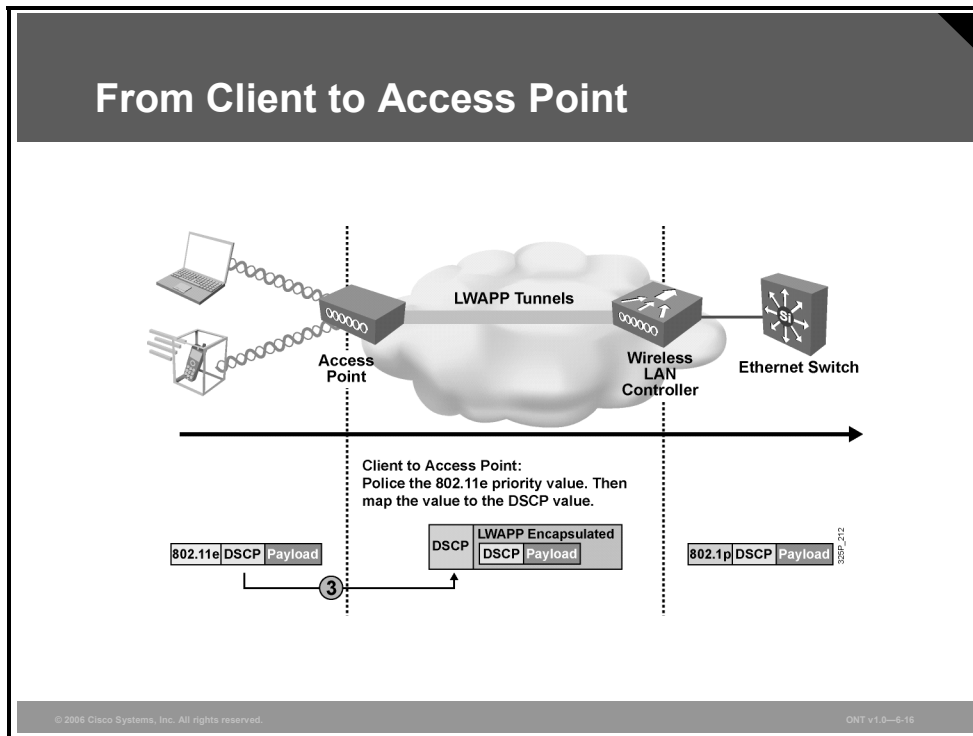 From Client to Access Point
LWAPP Tunnels
Si
Access
Point
Wireless
LAN
Controller
Ethernet Switch
Client to Access Point:
Police the 802.11e priority value. Then
map the value to the DSCP value.
802.11e DSCP Payload
3
DSCP
LWAPP Encapsulated
DSCP Payload
802.1p DSCP Payload
325P_212
© 2006 Cisco Systems, Inc. All rights reserved.
ONT v1.0—6-16